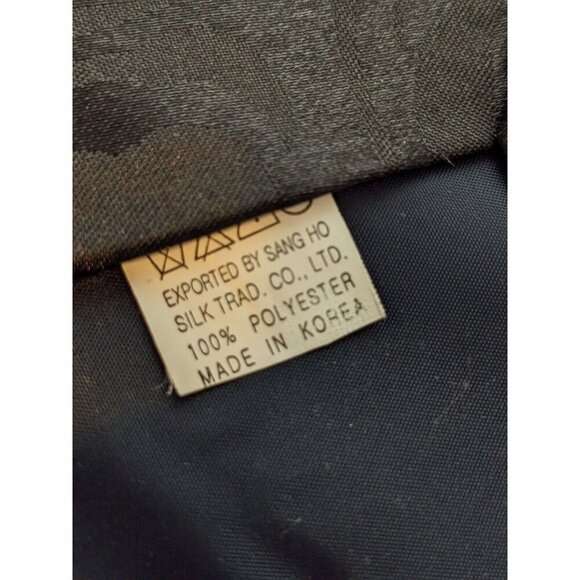 EXPORTED BY SANG HO
SILK TRAD. CO., LTD.
100% POLYESTER
MADE IN KOREA